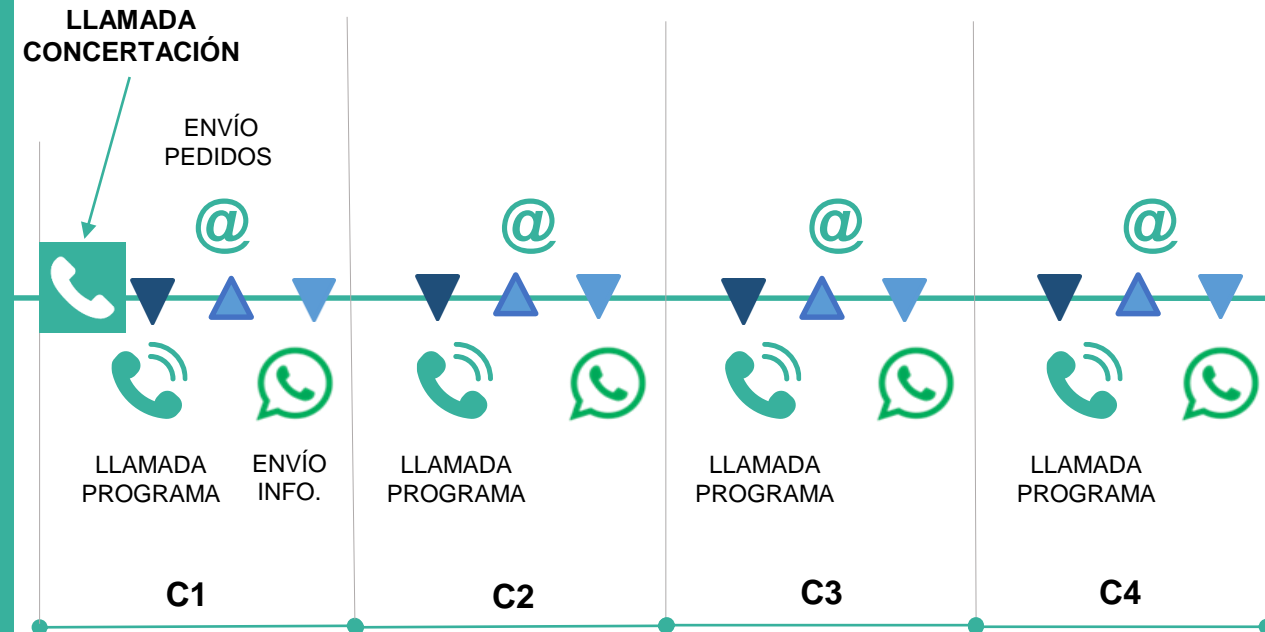 LLAMADA
CONCERTACIÓN
ENVÍO
PEDIDOS
@
@
@
@
LLAMADA
PROGRAMA
ENVÍO
INFO.
LLAMADA
PROGRAMA
LLAMADA
PROGRAMA
LLAMADA
PROGRAMA
C1
C2
C3
C4